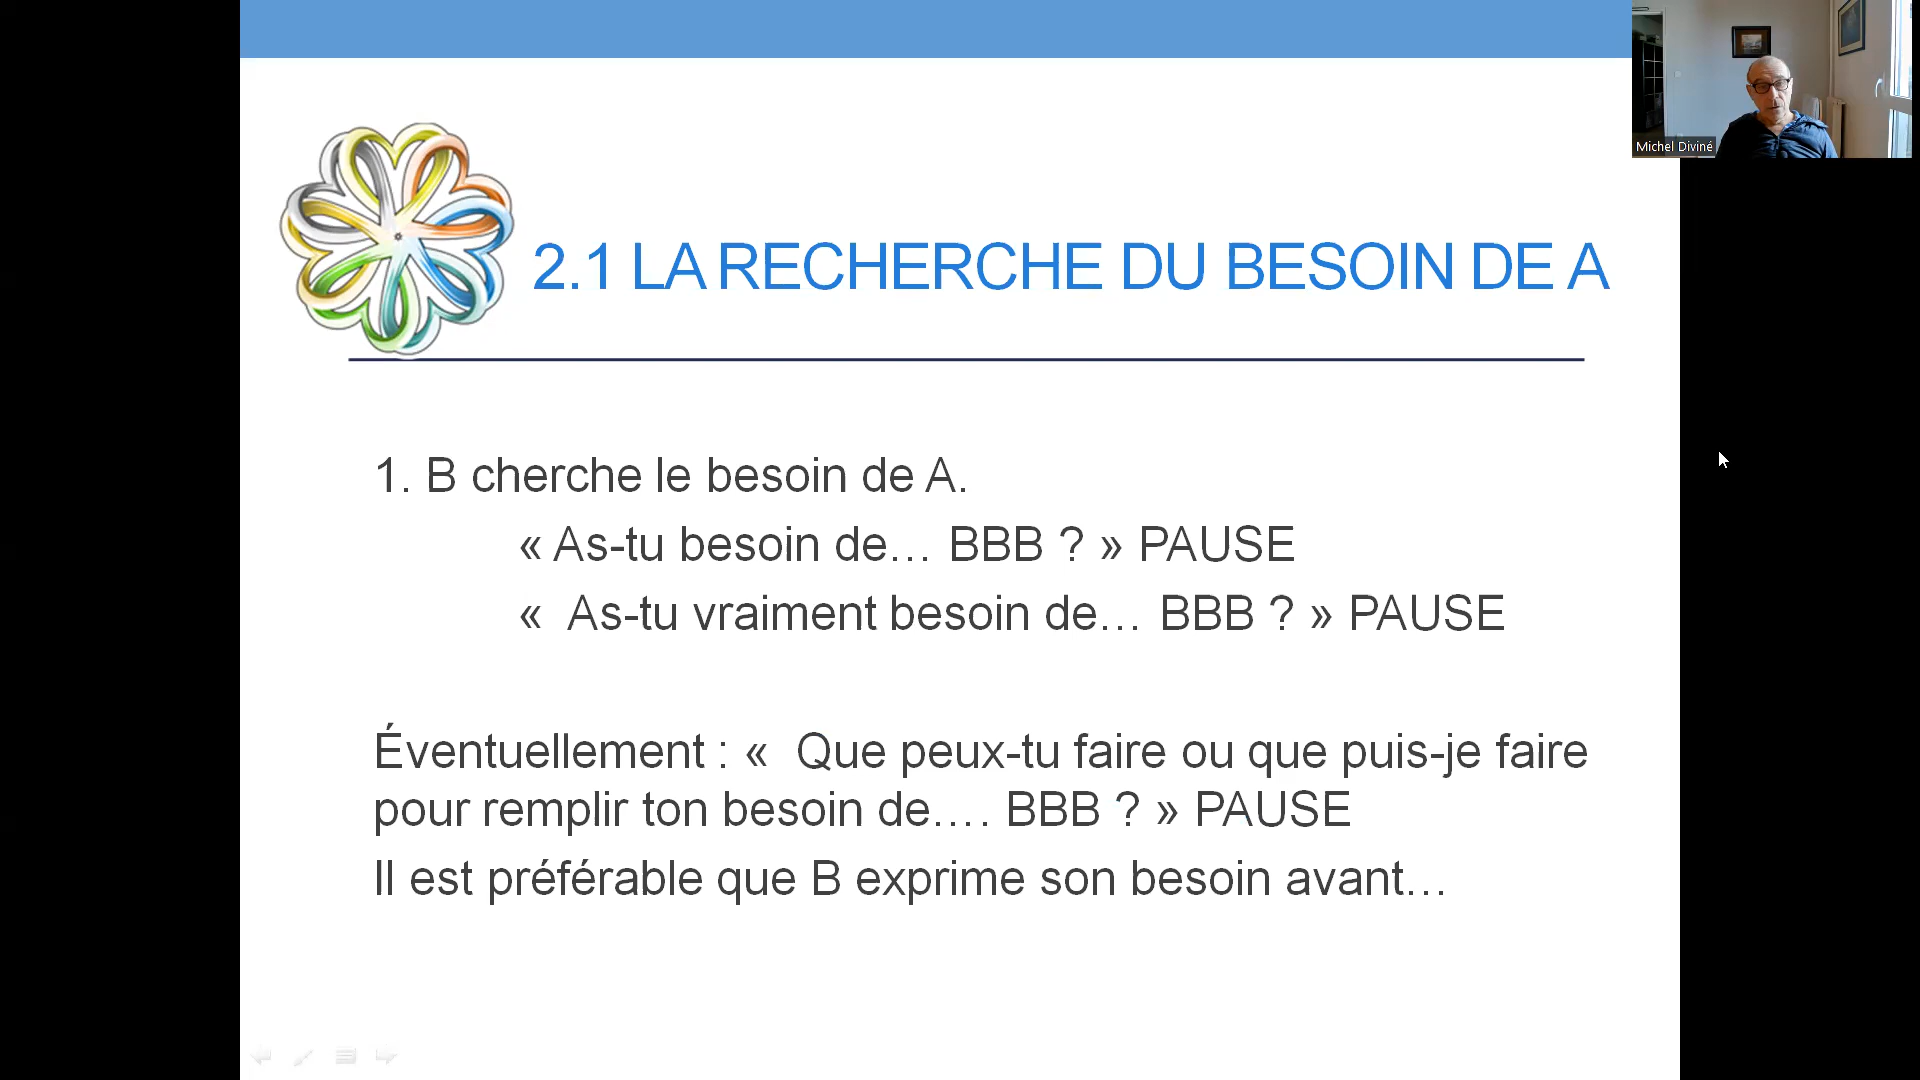 Michel Diviné
2.1 LA RECHERCHE DU BESOIN DE A
1. B cherche le besoin de A.
« As-tu besoin de… BBB ? » PAUSE
«  As-tu vraiment besoin de… BBB ? » PAUSE
Éventuellement : «  Que peux-tu faire ou que puis-je faire
pour remplir ton besoin de…. BBB ? » PAUSE
Il est préférable que B exprime son besoin avant…